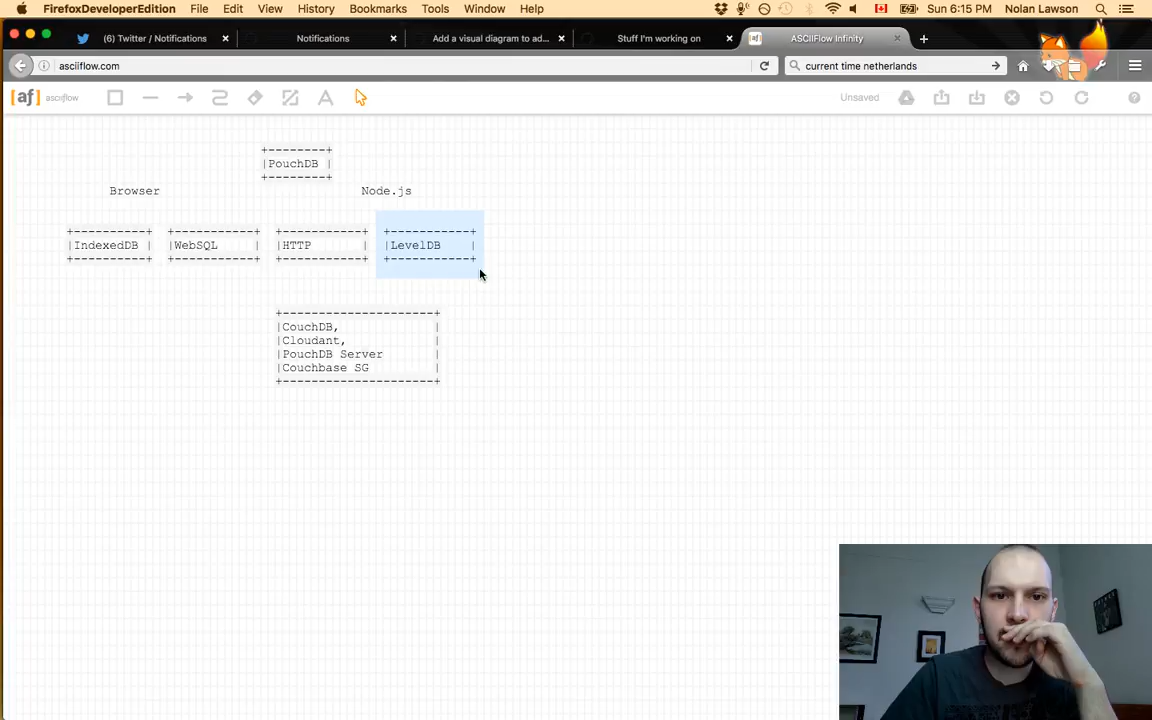 FirefoxDeveloperEdition File Edit View History Bookmarks Tools Window Help Sun 6:15 PM Nolan Lawson
(6) Twitter / Notifications Notifications Add a visual diagram to ad... Stuff I'm working on af ASCIIFlow Infinity
asciiflow.com current time netherlands
[af] asciiflow A Unsaved
+--------+
|PouchDB |
+--------+
Browser Node.js
+----------+ +-----------+ +-----------+ +-----------+
|IndexedDB | |WebSQL | |HTTP | |LevelDB |
+----------+ +-----------+ +-----------+ +-----------+
+---------------------+
|CouchDB, |
|Cloudant, |
|PouchDB Server |
|Couchbase SG |
+---------------------+